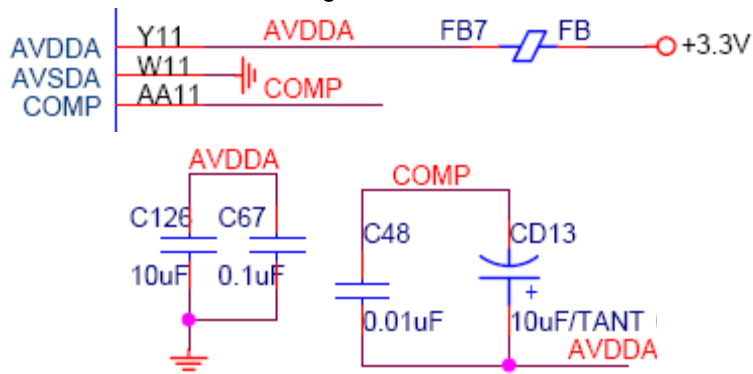 AVDDA Y11 AVDDA FB7 FB +3.3V
AVSDA W11
COMP AA11 COMP
AVDDA
COMP
C126 C67 C48 CD13
10uF 0.1uF
+
0.01uF 10uF/TANT
AVDDA